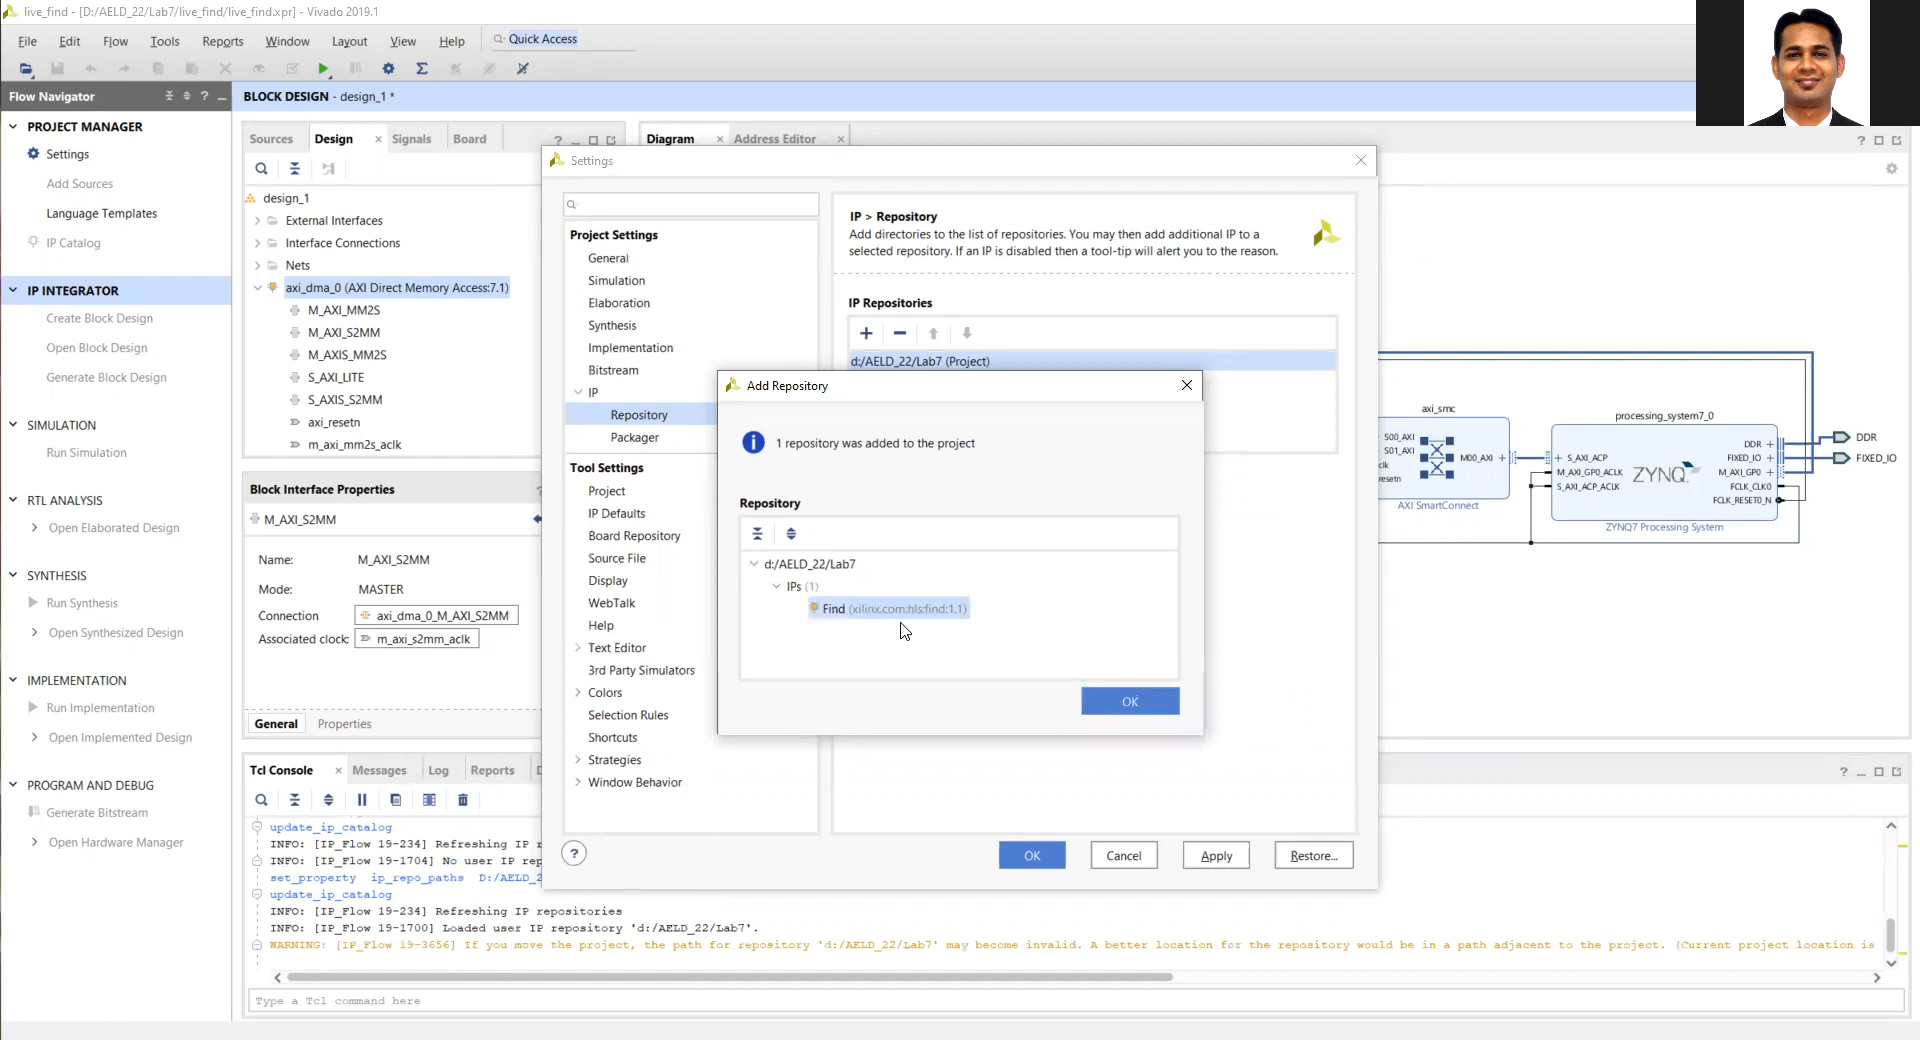 live_find - [D:/AELD_22/Lab7/live_find/live_find.xpr] - Vivado 2019.1
File Edit Flow Tools Reports Window Layout View Help Quick Access
Flow Navigator
PROJECT MANAGER
Settings
Add Sources
Language Templates
IP Catalog
IP INTEGRATOR
Create Block Design
Open Block Design
Generate Block Design
SIMULATION
Run Simulation
RTL ANALYSIS
Open Elaborated Design
SYNTHESIS
Run Synthesis
Open Synthesized Design
IMPLEMENTATION
Run Implementation
Open Implemented Design
PROGRAM AND DEBUG
Generate Bitstream
Open Hardware Manager
BLOCK DESIGN - design_1 *
Sources Design Signals Board
design_1
External Interfaces
Interface Connections
Nets
axi_dma_0 (AXI Direct Memory Access:7.1)
M_AXI_MM2S
M_AXI_S2MM
M_AXIS_MM2S
S_AXI_LITE
S_AXIS_S2MM
axi_resetn
m_axi_mm2s_aclk
Block Interface Properties
M_AXI_S2MM
Name: M_AXI_S2MM
Mode: MASTER
Connection axi_dma_0_M_AXI_S2MM
Associated clock: m_axi_s2mm_aclk
General Properties
Diagram Address Editor
Settings
Project Settings
General
Simulation
Elaboration
Synthesis
Implementation
Bitstream
IP
Repository
Packager
Tool Settings
Project
IP Defaults
Board Repository
Source File
Display
WebTalk
Help
Text Editor
3rd Party Simulators
Colors
Selection Rules
Shortcuts
Strategies
Window Behavior
IP > Repository
Add directories to the list of repositories. You may then add additional IP to a
selected repository. If an IP is disabled then a tool-tip will alert you to the reason.
IP Repositories
d:/AELD_22/Lab7 (Project)
Add Repository
1 repository was added to the project
Repository
d:/AELD_22/Lab7
IPs (1)
Find (xilinx.com:hls:find:1.1)
OK
OK Cancel Apply Restore...
axi_smc
S00_AXI
S01_AXI
clk
resetn
M00_AXI
AXI SmartConnect
processing_system7_0
S_AXI_ACP
M_AXI_GP0_ACLK
S_AXI_ACP_ACLK
ZYNQ
DDR
FIXED_IO
M_AXI_GP0
FCLK_CLK0
FCLK_RESET0_N
ZYNQ7 Processing System
DDR
FIXED_IO
Tcl Console Messages Log Reports
update_ip_catalog
INFO: [IP_Flow 19-234] Refreshing IP r
INFO: [IP_Flow 19-1704] No user IP rep
set_property ip_repo_paths D:/AELD_2
update_ip_catalog
INFO: [IP_Flow 19-234] Refreshing IP repositories
INFO: [IP_Flow 19-1700] Loaded user IP repository 'd:/AELD_22/Lab7'.
WARNING: [IP_Flow 19-3656] If you move the project, the path for repository 'd:/AELD_22/Lab7' may become invalid. A better location for the repository would be in a path adjacent to the project. (Current project location is
Type a Tcl command here